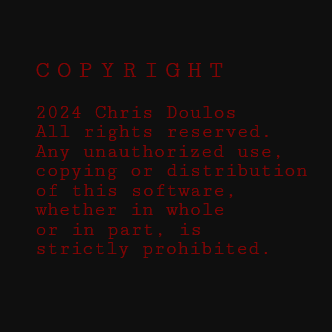 COPYRIGHT
2024 Chris Doulos
All rights reserved.
Any unauthorized use,
copying or distribution
of this software,
whether in whole
or in part, is
strictly prohibited.